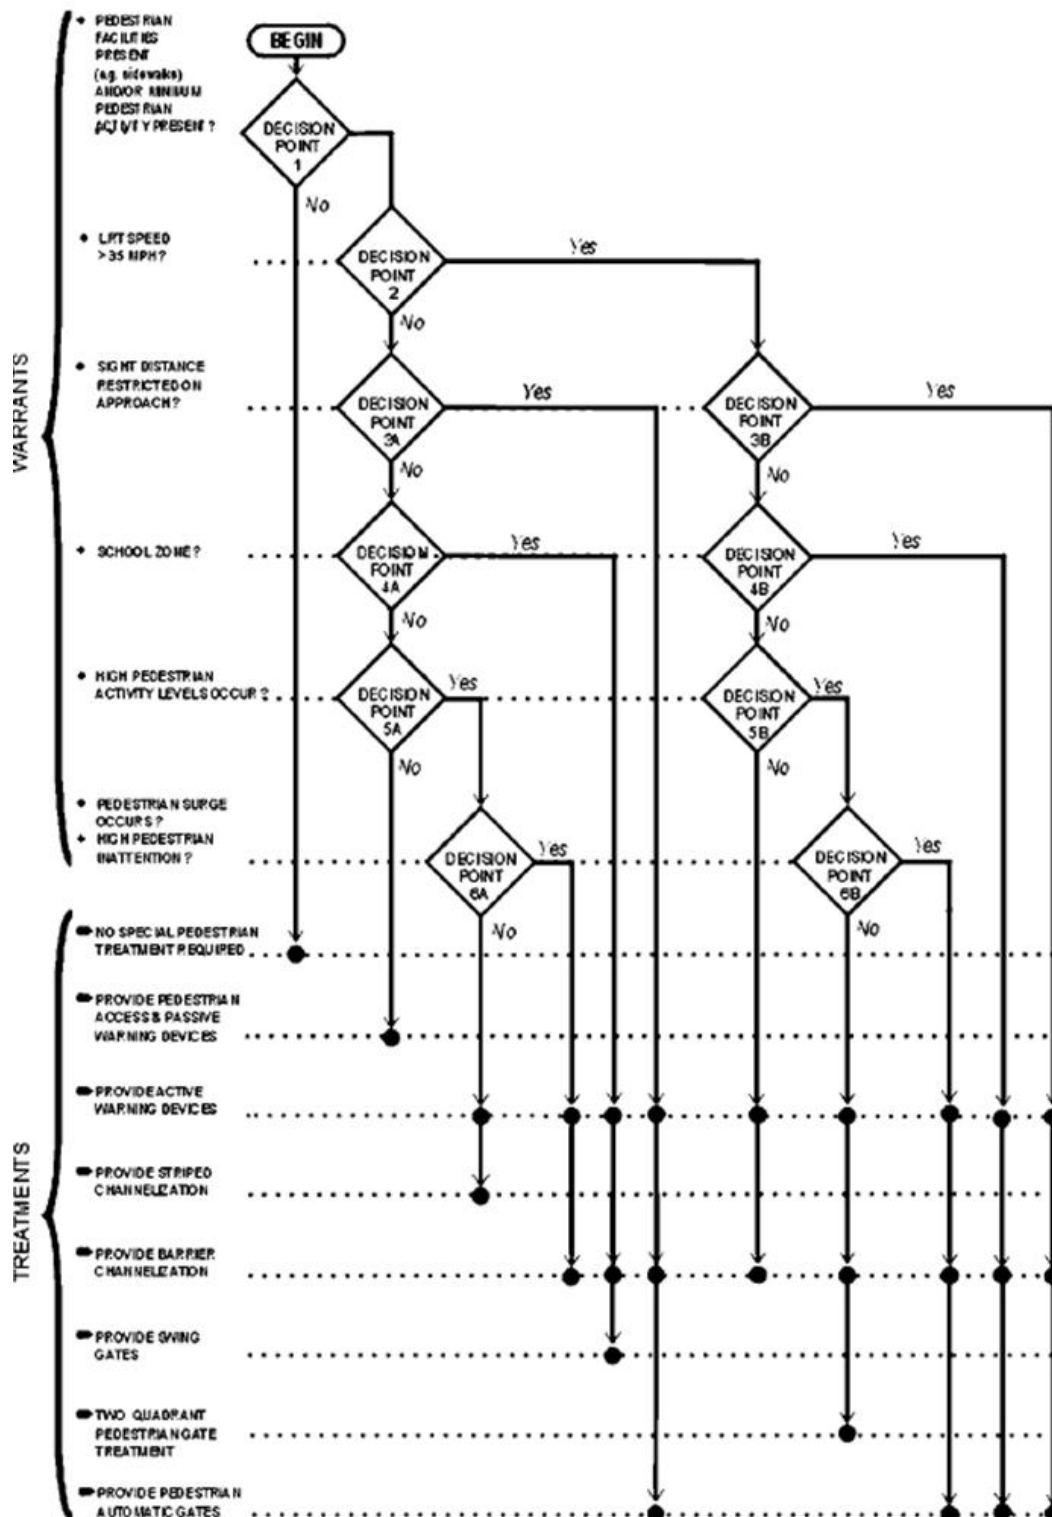 PEDESTRIAN
FACILITIES
PRESENT
(e.g. sidewalks)
AND/OR MINIMUM
PEDESTRIAN
ACTIVITY PRESENT?
BEGIN
DECISION
POINT
1
No
LRT SPEED
>35 MPH?
DECISION
POINT
2
Yes
No
WARRANTS
SIGHT DISTANCE
RESTRICTED ON
APPROACH?
DECISION
POINT
3A
Yes
No
DECISION
POINT
3B
Yes
No
SCHOOL ZONE?
DECISION
POINT
4A
Yes
No
DECISION
POINT
4B
Yes
No
HIGH PEDESTRIAN
ACTIVITY LEVELS OCCUR?
DECISION
POINT
5A
Yes
No
DECISION
POINT
5B
Yes
No
PEDESTRIAN SURGE
OCCURS?
HIGH PEDESTRIAN
INATTENTION?
DECISION
POINT
6A
Yes
No
DECISION
POINT
6B
Yes
No
TREATMENTS
NO SPECIAL PEDESTRIAN
TREATMENT REQUIRED
PROVIDE PEDESTRIAN
ACCESS & PASSIVE
WARNING DEVICES
PROVIDE ACTIVE
WARNING DEVICES
PROVIDE STRIPED
CHANNELIZATION
PROVIDE BARRIER
CHANNELIZATION
PROVIDE SWING
GATES
TWO QUADRANT
PEDESTRIAN GATE
TREATMENT
PROVIDE PEDESTRIAN
AUTOMATIC GATES